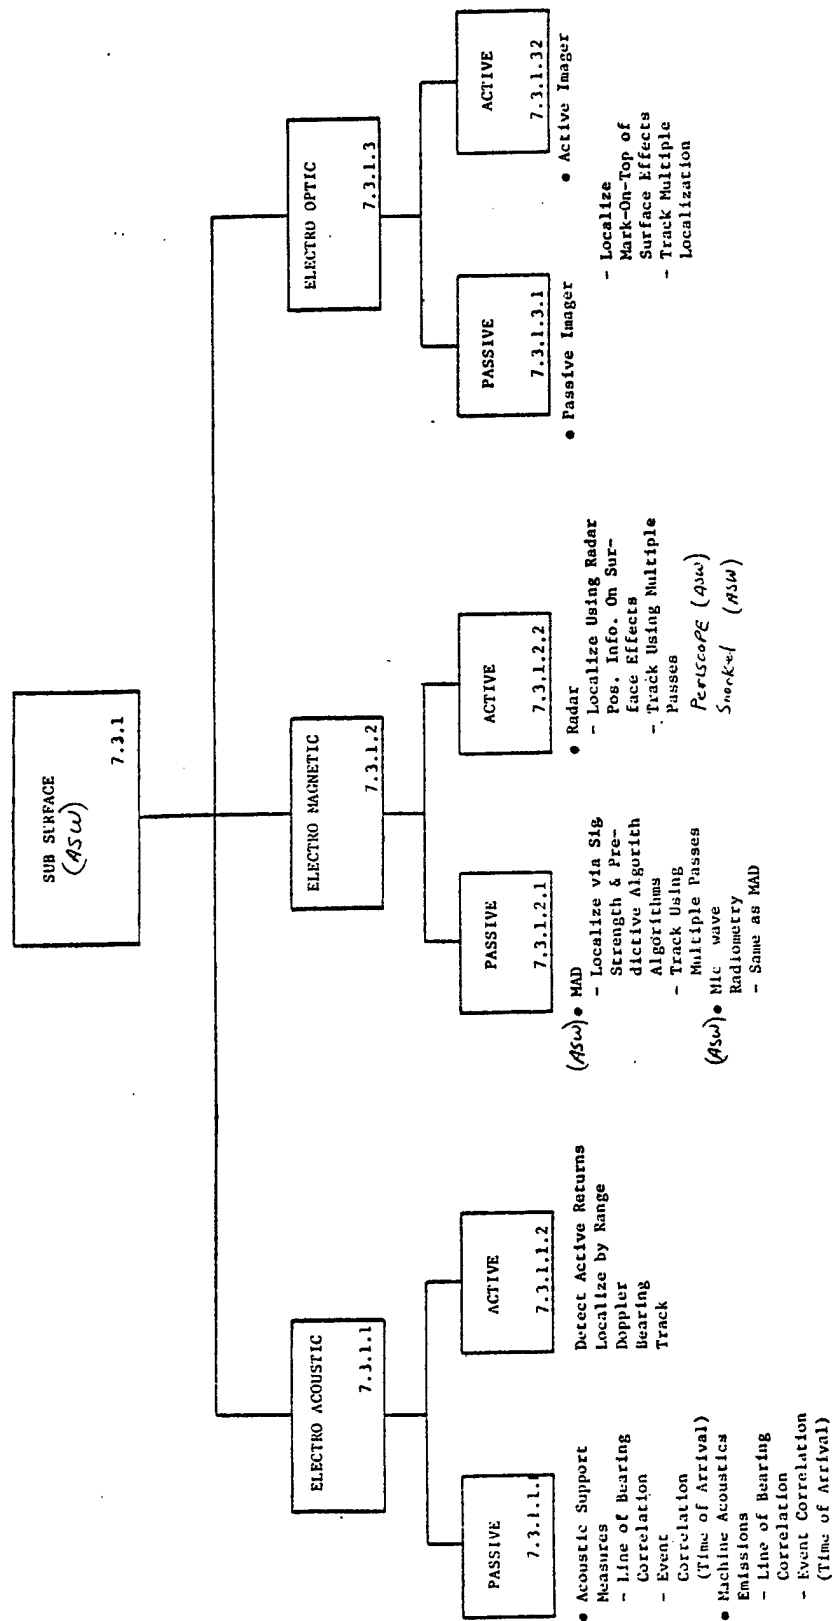 SUB SURFACE
(ASW)
7.3.1
ELECTRO ACOUSTIC
7.3.1.1
ELECTRO MAGNETIC
7.3.1.2
ELECTRO OPTIC
7.3.1.3
PASSIVE
7.3.1.1.1
• Acoustic Support
Measures
- Line of Bearing
Correlation
- Event
Correlation
(Time of Arrival)
• Machine Acoustics
Emissions
- Line of Bearing
Correlation
- Event Correlation
(Time of Arrival)
ACTIVE
7.3.1.1.2
Detect Active Returns
Localize by Range
Doppler
Bearing
Track
PASSIVE
7.3.1.2.1
(ASW) • MAD
- Localize via Sig
Strength & Pre-
dictive Algorith
Algorithms
- Track Using
Multiple Passes
(ASW) • Mic wave
Radiometry
- Same as MAD
ACTIVE
7.3.1.2.2
• Radar
- Localize Using Radar
Pos. Info. On Sur-
face Effects
- Track Using Multiple
Passes
Periscope (ASW)
Snorkel (ASW)
PASSIVE
7.3.1.3.1
• Passive Imager
ACTIVE
7.3.1.32
• Active Imager
- Localize
Mark-On-Top of
Surface Effects
- Track Multiple
Localization